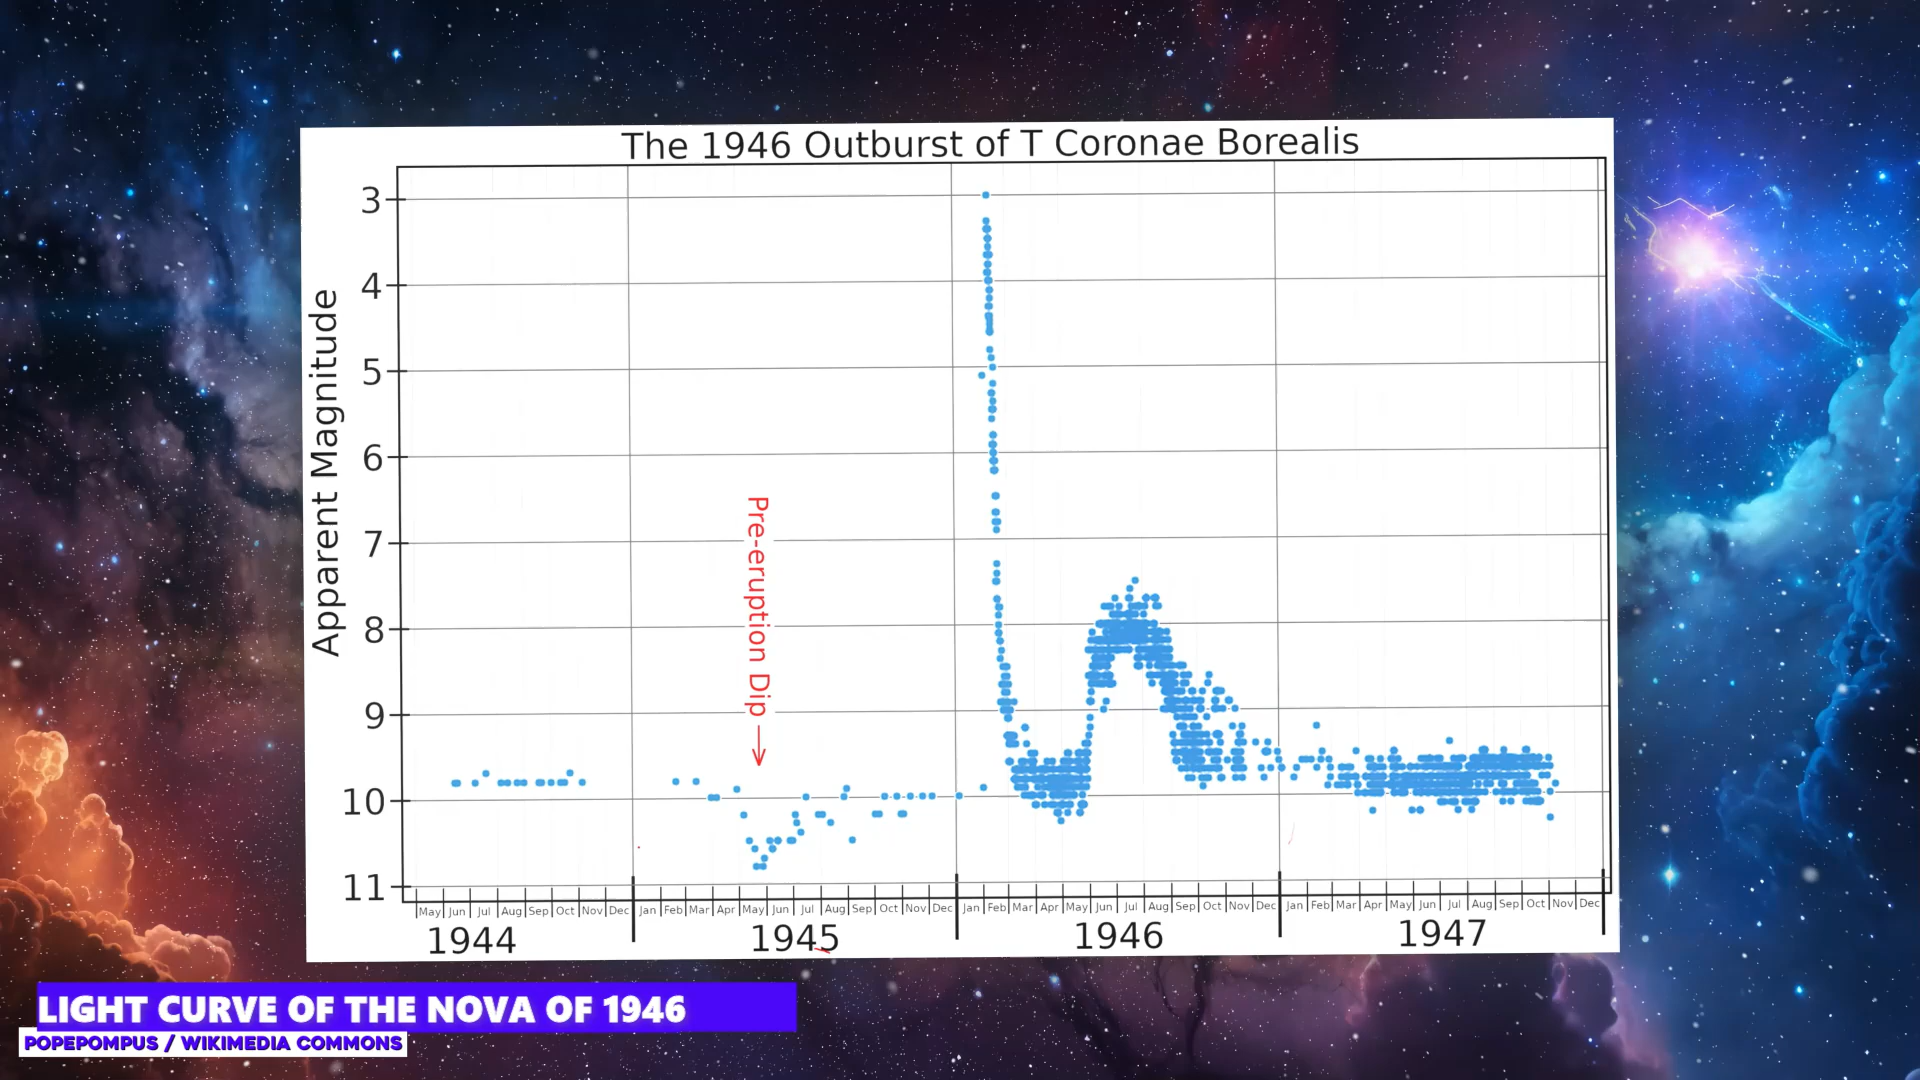 The 1946 Outburst of T Coronae Borealis
Apparent Magnitude
3
4
5
6
7
8
9
10
11
Pre-eruption Dip
May Jun Jul Aug Sep Oct Nov Dec Jan Feb Mar Apr May Jun Jul Aug Sep Oct Nov Dec Jan Feb Mar Apr May Jun Jul Aug Sep Oct Nov Dec Jan Feb Mar Apr May Jun Jul Aug Sep Oct Nov Dec
1944 1945 1946 1947
LIGHT CURVE OF THE NOVA OF 1946
POPEPOMPUS / WIKIMEDIA COMMONS